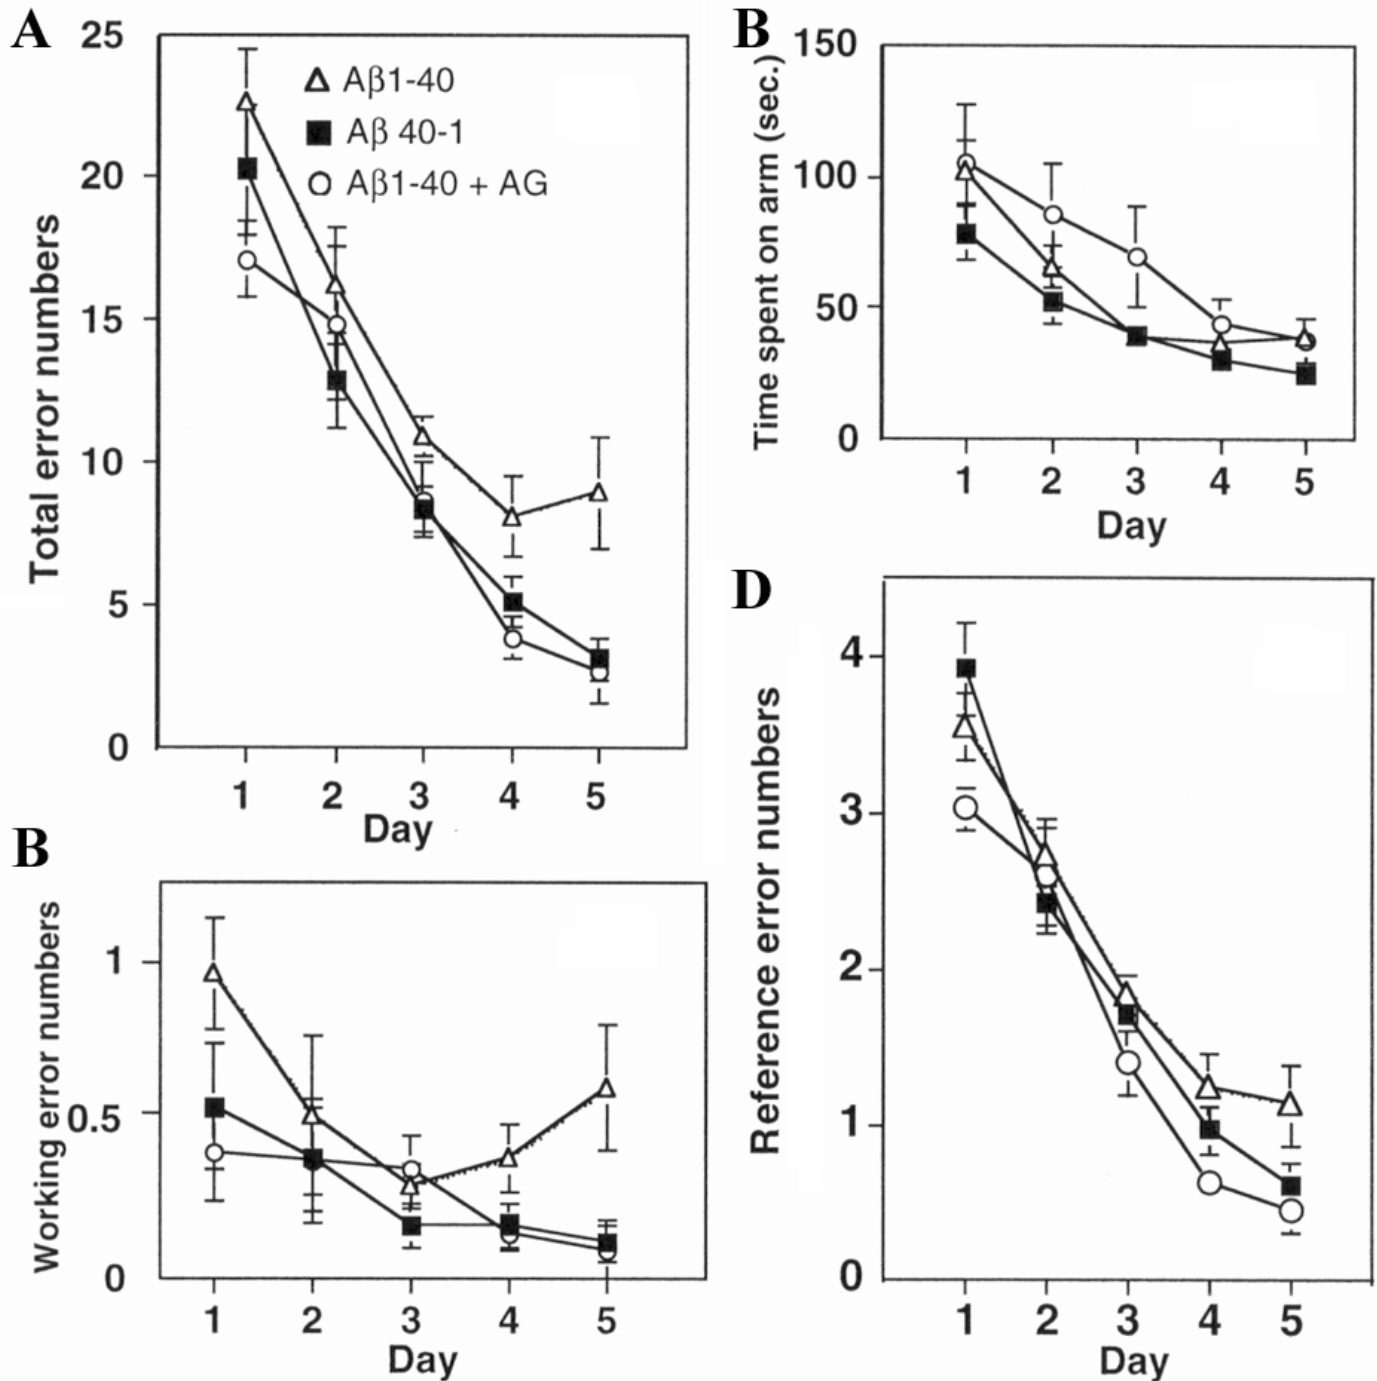 A
25
20
15
10
5
0
Total error numbers
Aβ1-40
Aβ 40-1
Aβ1-40 + AG
1 2 3 4 5
Day
B
150
100
50
0
Time spent on arm (sec.)
1 2 3 4 5
Day
B
1
0.5
0
Working error numbers
1 2 3 4 5
Day
D
4
3
2
1
0
Reference error numbers
1 2 3 4 5
Day